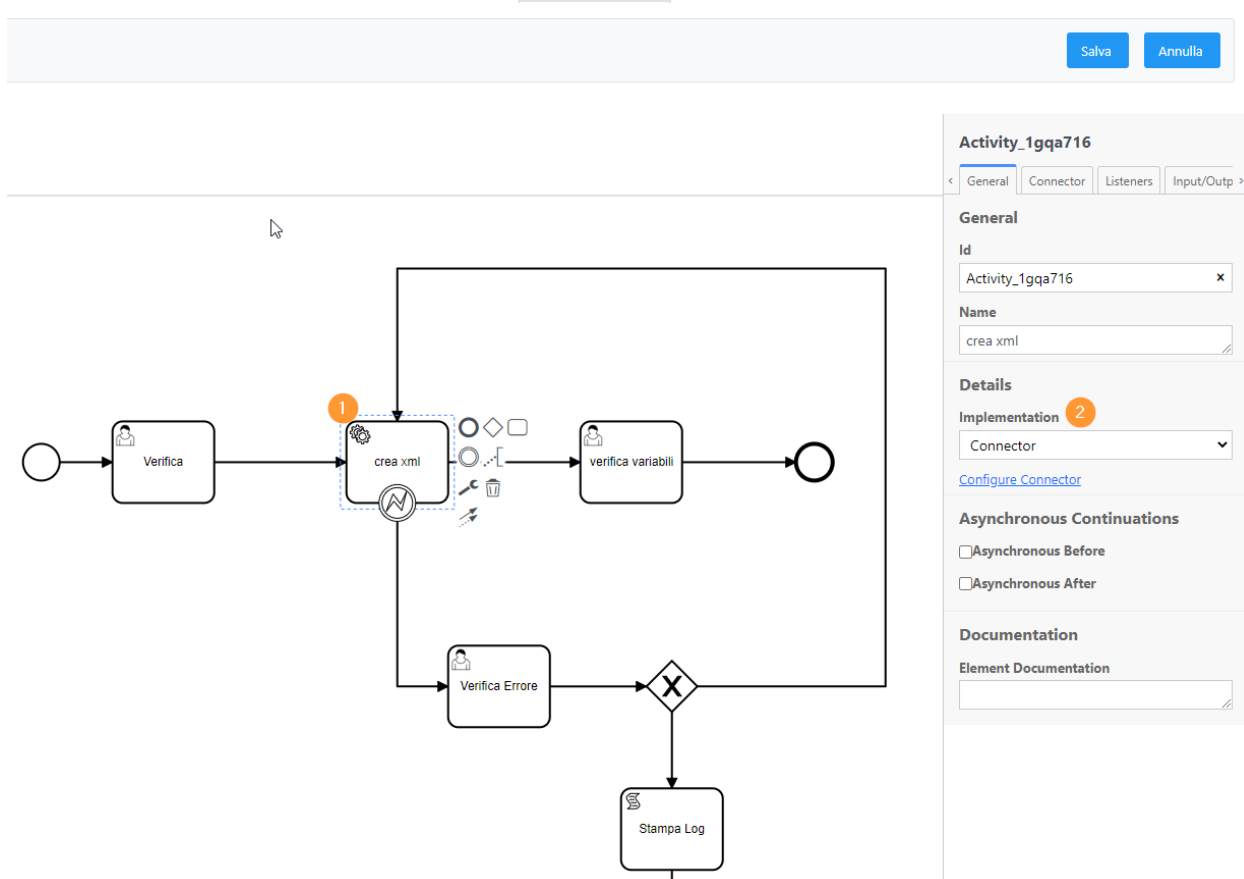 Salva
Annulla
Activity_1gqa716
General
Connector
Listeners
Input/Outp
General
Id
Activity_1gqa716
Name
crea xml
Details
Implementation
2
Connector
Configure Connector
Asynchronous Continuations
Asynchronous Before
Asynchronous After
Documentation
Element Documentation
1
Verifica
crea xml
verifica variabili
Verifica Errore
Stampa Log